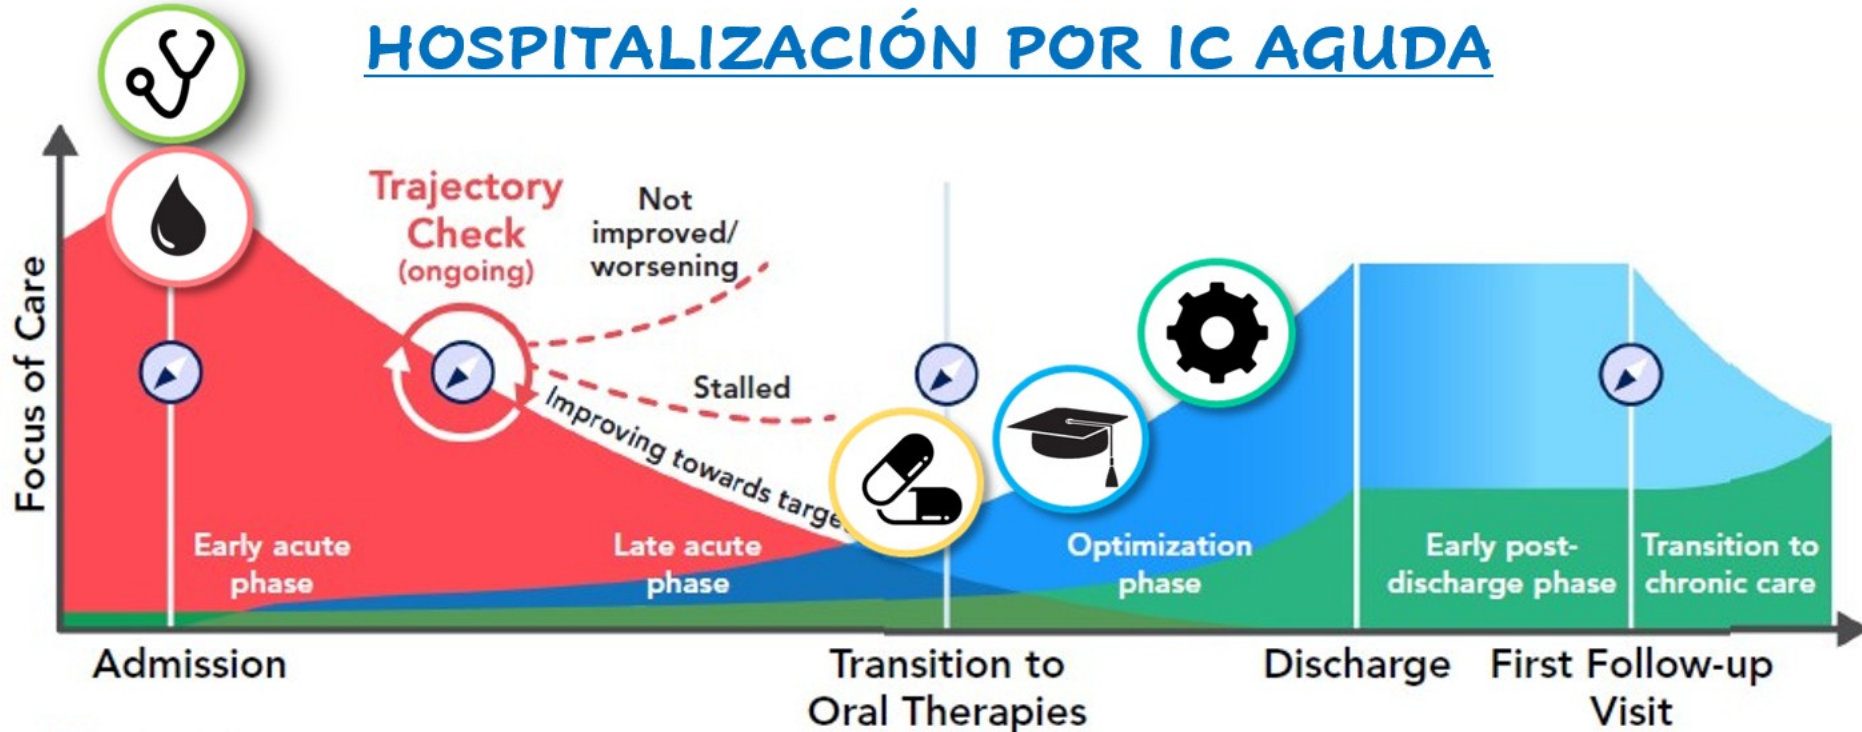 HOSPITALIZACIÓN POR IC AGUDA
Focus of Care
Trajectory
Check
(ongoing)
Not
improved/
worsening
Stalled
Improving towards
Early acute
phase
Late acute
phase
Optimization
phase
Early post-
discharge phase
Transition to
chronic care
Admission
Transition to
Oral Therapies
Discharge
First Follow-up
Visit